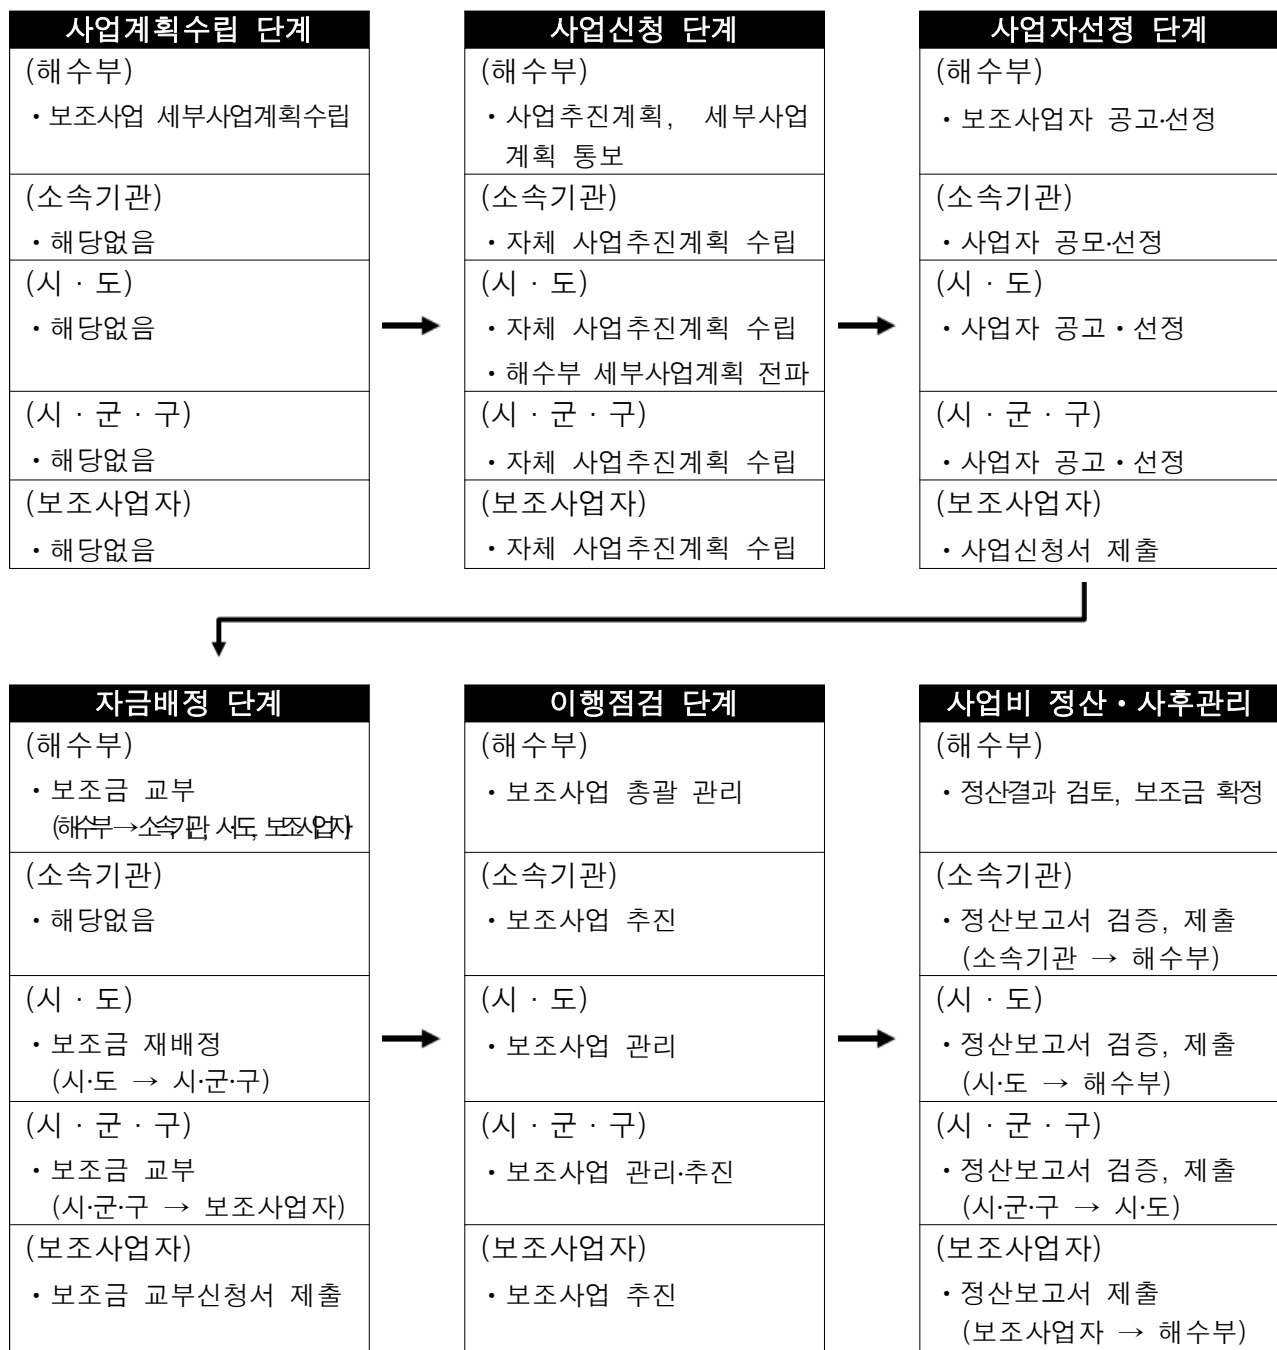 사업계획수립 단계
(해수부)
・보조사업 세부사업계획수립
(소속기관)
・해당없음
(시 · 도)
・해당없음
(시 · 군 · 구)
・해당없음
(보조사업자)
・해당없음
사업신청 단계
(해수부)
・사업추진계획, 세부사업
계획 통보
(소속기관)
・자체 사업추진계획 수립
(시 · 도)
・자체 사업추진계획 수립
・해수부 세부사업계획 전파
(시 · 군 · 구)
・자체 사업추진계획 수립
(보조사업자)
・자체 사업추진계획 수립
사업자선정 단계
(해수부)
・보조사업자 공고·선정
(소속기관)
・사업자 공모·선정
(시 · 도)
・사업자 공고・선정
(시 · 군 · 구)
・사업자 공고・선정
(보조사업자)
・사업신청서 제출
자금배정 단계
(해수부)
・보조금 교부
(해수부→소속기관, 시·도, 보조사업자)
(소속기관)
・해당없음
(시 · 도)
・보조금 재배정
(시·도 → 시·군·구)
(시 · 군 · 구)
・보조금 교부
(시·군·구 → 보조사업자)
(보조사업자)
・보조금 교부신청서 제출
이행점검 단계
(해수부)
・보조사업 총괄 관리
(소속기관)
・보조사업 추진
(시 · 도)
・보조사업 관리
(시 · 군 · 구)
・보조사업 관리·추진
(보조사업자)
・보조사업 추진
사업비 정산・사후관리
(해수부)
・정산결과 검토, 보조금 확정
(소속기관)
・정산보고서 검증, 제출
(소속기관 → 해수부)
(시 · 도)
・정산보고서 검증, 제출
(시·도 → 해수부)
(시 · 군 · 구)
・정산보고서 검증, 제출
(시·군·구 → 시·도)
(보조사업자)
・정산보고서 제출
(보조사업자 → 해수부)